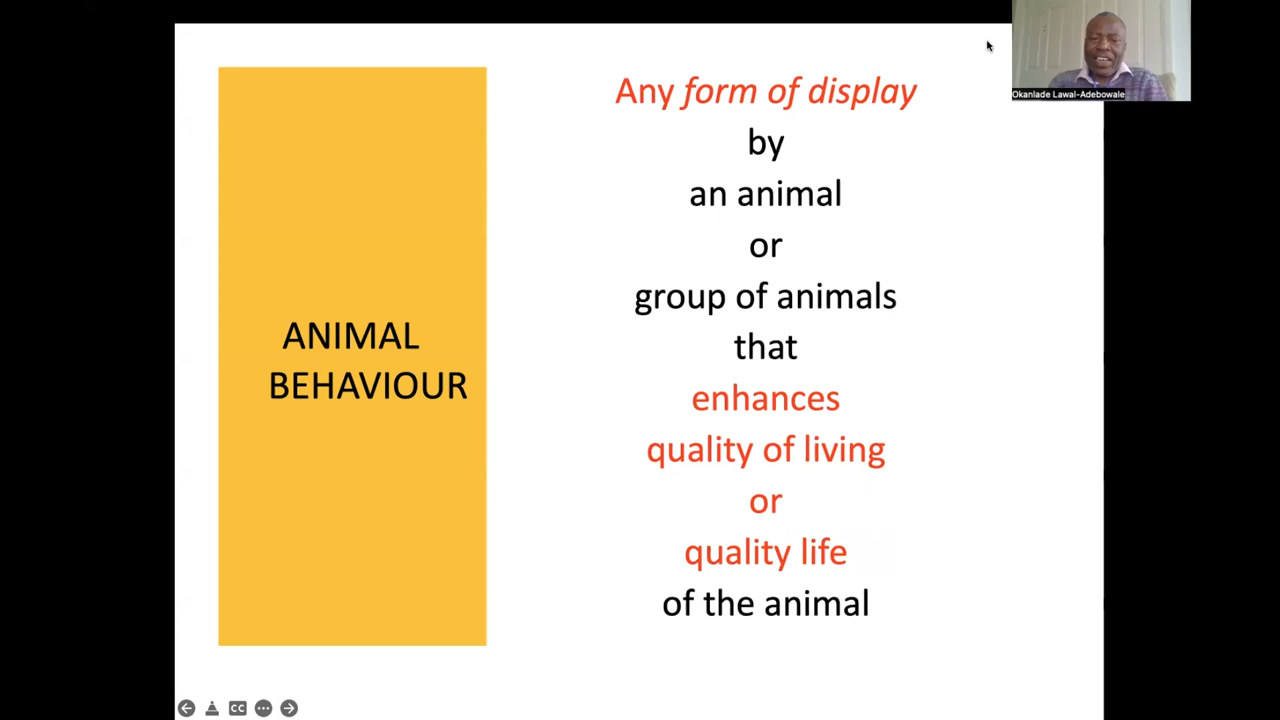 ANIMAL
BEHAVIOUR
Any form of display
by
an animal
or
group of animals
that
enhances
quality of living
or
quality life
of the animal
Okanlade Lawal-Adebowale
CC